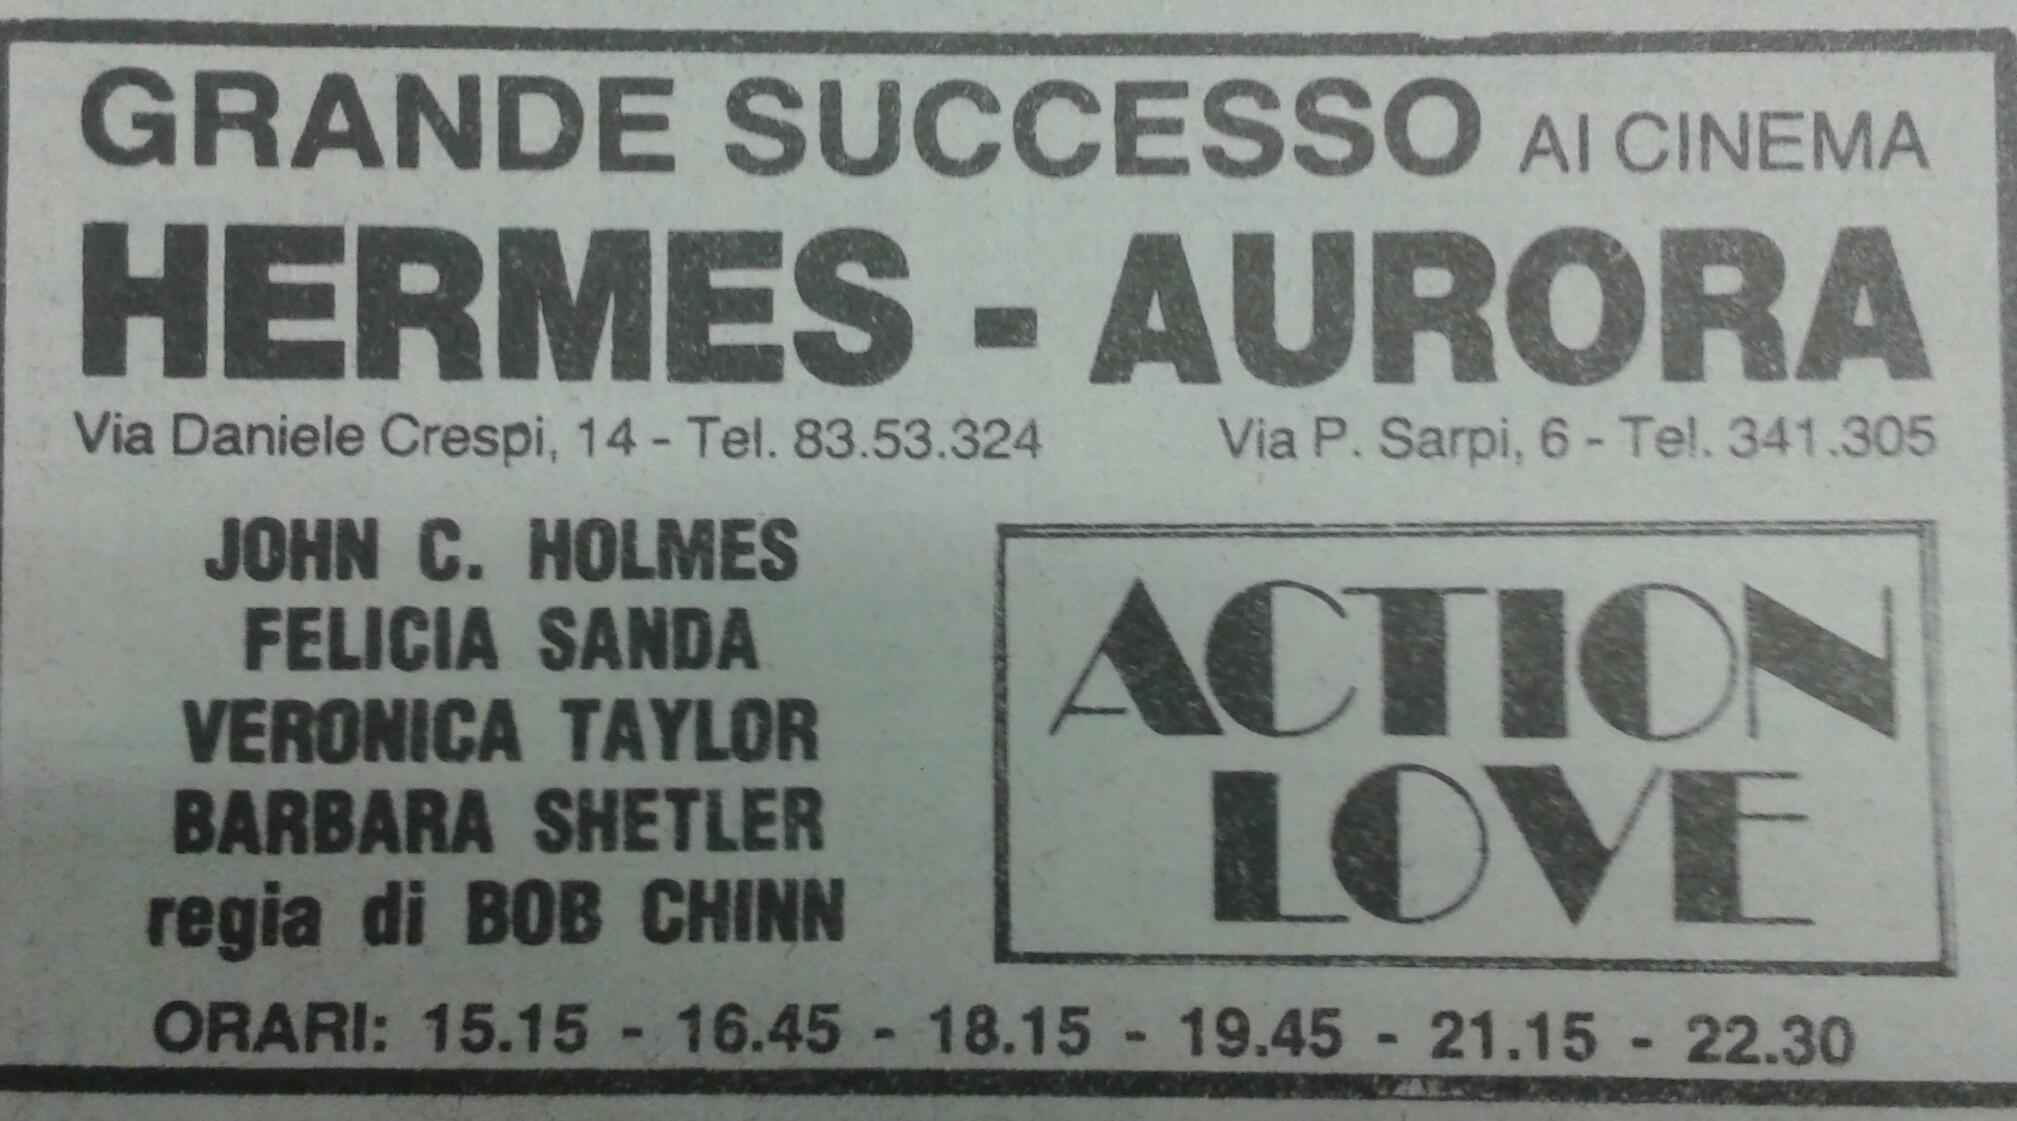 GRANDE SUCCESSO AI CINEMA
HERMES - AURORA
Via Daniele Crespi, 14 - Tel. 83.53.324
Via P. Sarpi, 6 - Tel. 341.305
JOHN C. HOLMES
FELICIA SANDA
VERONICA TAYLOR
BARBARA SHETLER
regia di BOB CHINN
ACTION
LOVE
ORARI: 15.15 - 16.45 - 18.15 - 19.45 - 21.15 - 22.30